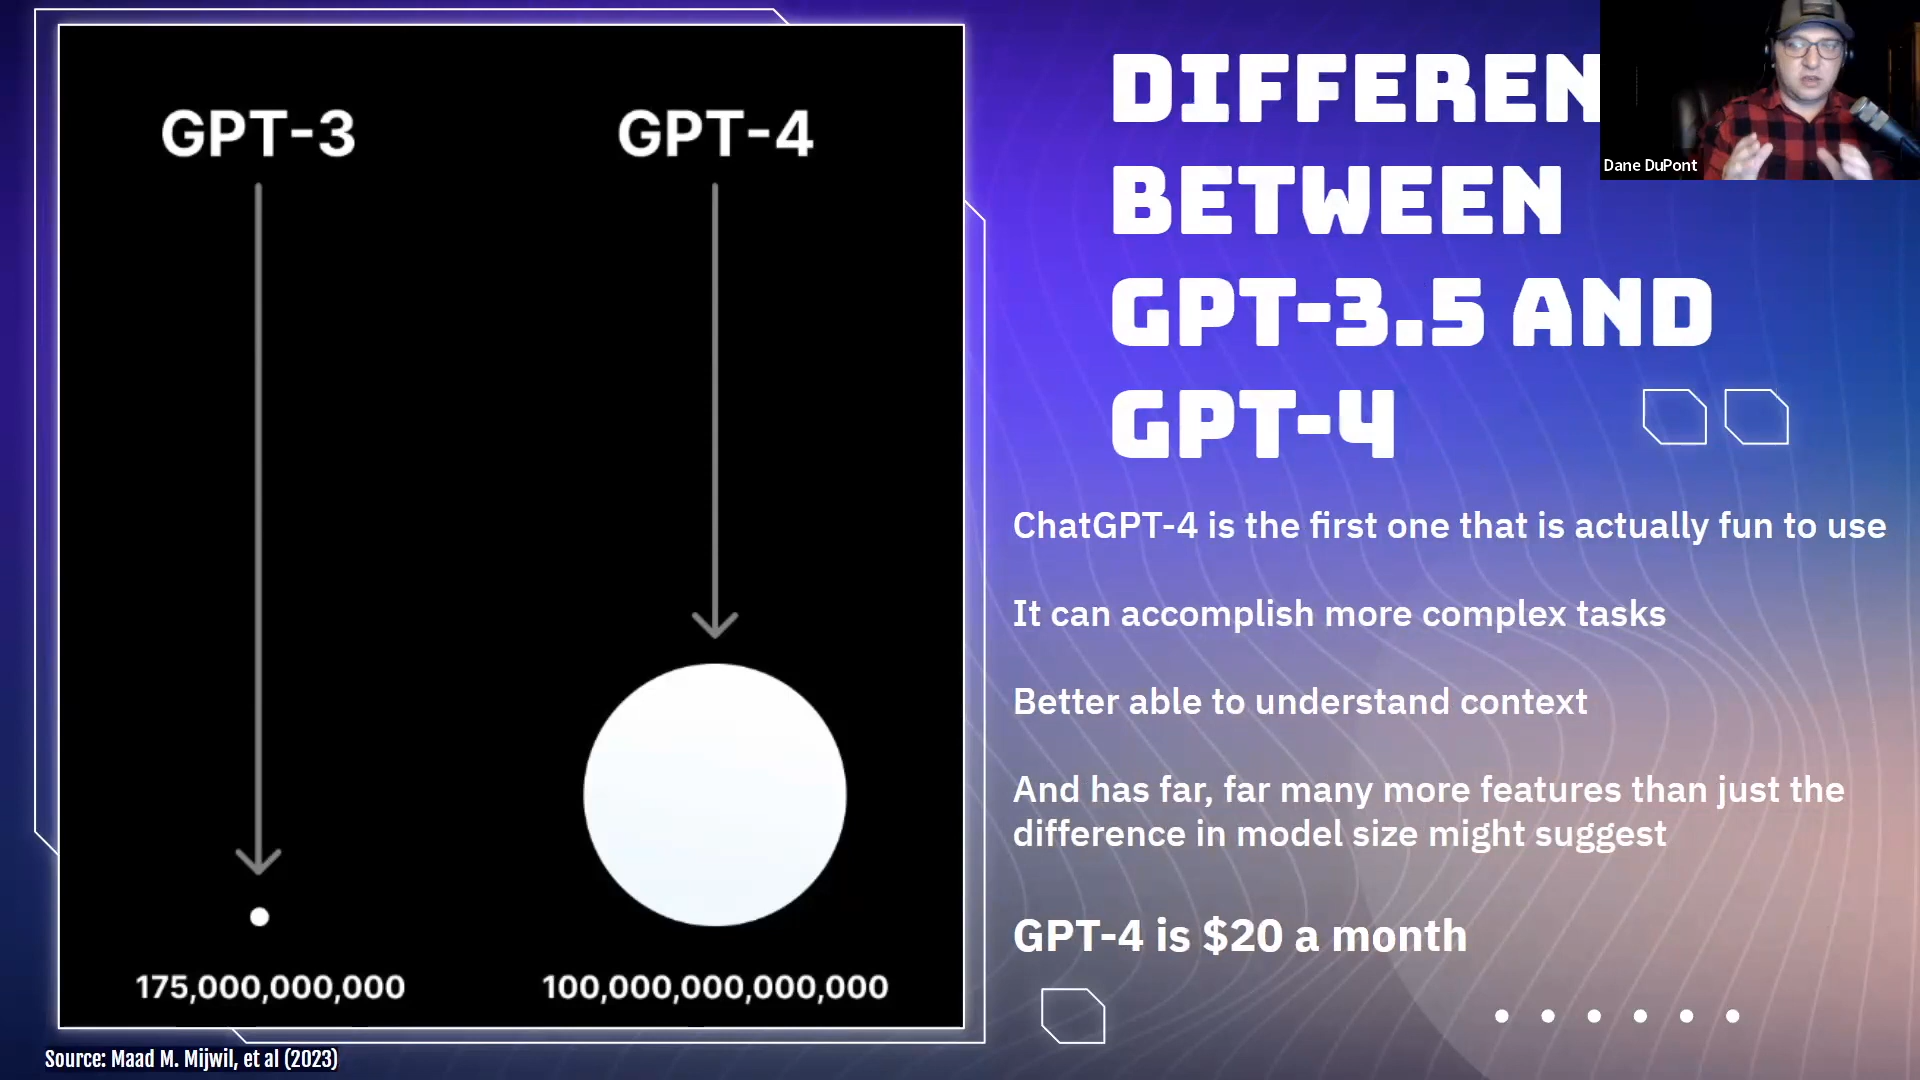 GPT-3
GPT-4
175,000,000,000
100,000,000,000,000
Source: Maad M. Mijwil, et al (2023)
DIFFEREN
BETWEEN
GPT-3.5 AND
GPT-4
Dane DuPont
ChatGPT-4 is the first one that is actually fun to use
It can accomplish more complex tasks
Better able to understand context
And has far, far many more features than just the
difference in model size might suggest
GPT-4 is $20 a month